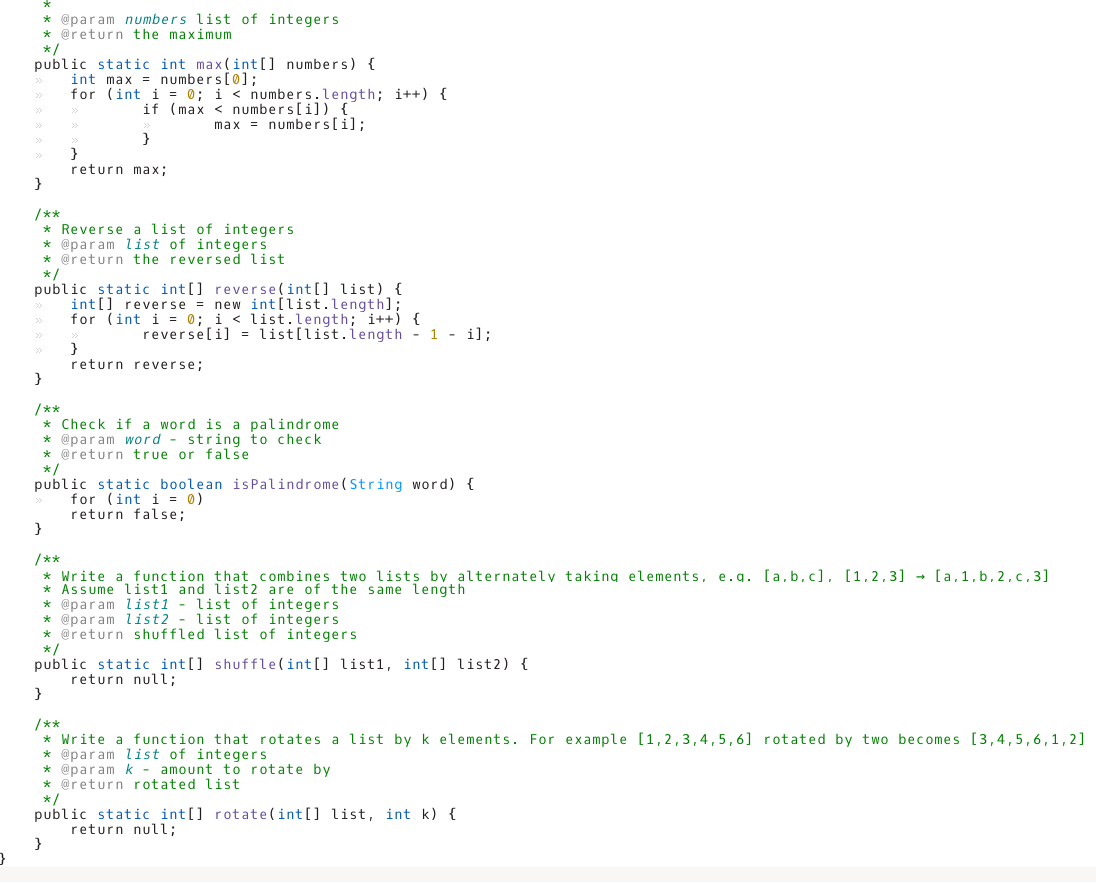 *
* @param numbers list of integers
* @return the maximum
*/
public static int max(int[] numbers) {
» int max = numbers[0];
» for (int i = 0; i < numbers.length; i++) {
» » if (max < numbers[i]) {
» » » max = numbers[i];
» » }
» }
return max;
}

/**
* Reverse a list of integers
* @param list of integers
* @return the reversed list
*/
public static int[] reverse(int[] list) {
» int[] reverse = new int[list.length];
» for (int i = 0; i < list.length; i++) {
» » reverse[i] = list[list.length - 1 - i];
» }
return reverse;
}

/**
* Check if a word is a palindrome
* @param word - string to check
* @return true or false
*/
public static boolean isPalindrome(String word) {
» for (int i = 0)
return false;
}

/**
* Write a function that combines two lists by alternately taking elements, e.g. [a,b,c], [1,2,3] → [a,1,b,2,c,3]
* Assume list1 and list2 are of the same length
* @param list1 - list of integers
* @param list2 - list of integers
* @return shuffled list of integers
*/
public static int[] shuffle(int[] list1, int[] list2) {
return null;
}

/**
* Write a function that rotates a list by k elements. For example [1,2,3,4,5,6] rotated by two becomes [3,4,5,6,1,2]
* @param list of integers
* @param k - amount to rotate by
* @return rotated list
*/
public static int[] rotate(int[] list, int k) {
return null;
}
}